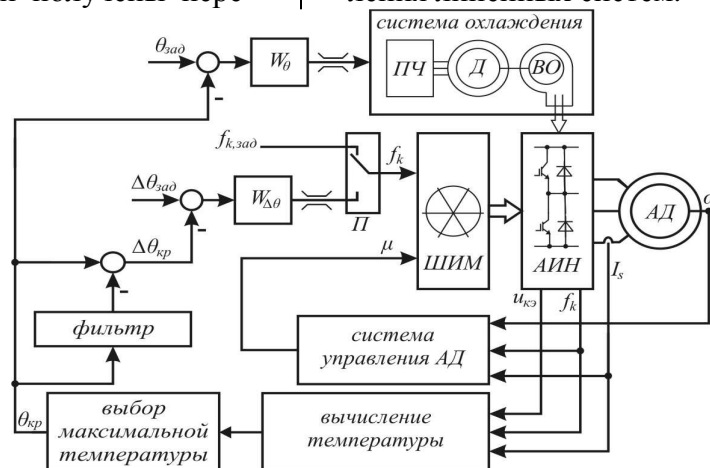 и получены пере
ления линейных систем.
система охлаждения
θзад
Wθ
ПЧ
Д
ВО
-
fk,зад
fk
Δθзад
WΔθ
П
ШИМ
АИН
АД
-
Δθкр
μ
Is
-
uкэ
fk
фильтр
система
управления АД
θкр
выбор
максимальной
температуры
вычисление
температуры